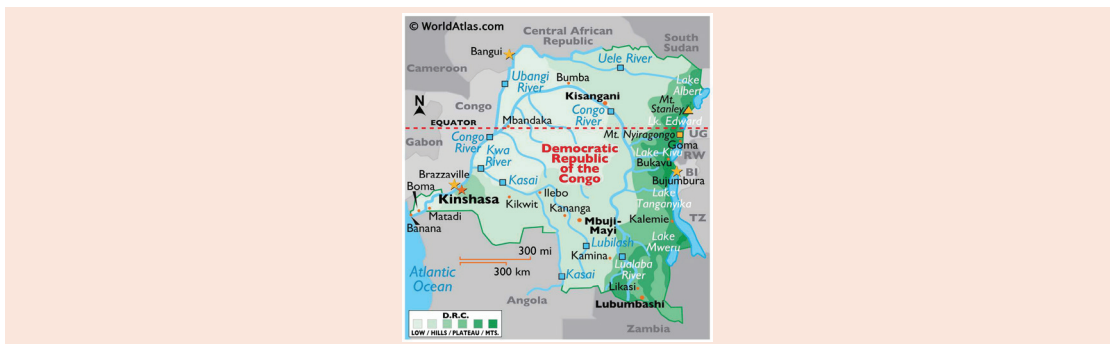 © WorldAtlas.com
Central African
Republic
South
Sudan
Bangui
Cameroon
Uele River
Ubangi
River
Bumba
Lake
Albert
Kisangani
Mt.
Stanley
N
Congo
Congo
River
Lk. Edward
EQUATOR
Mbandaka
Mt. Nyiragongo
UG
Gabon
Congo
River
Goma
Kwa
River
Democratic
Republic
of the
Congo
Lake Kivu
RW
Bukavu
Brazzaville
Kasai
BI
Bujumbura
Boma
Kinshasa
Ilebo
Lake
Tanganyika
Kikwit
Kananga
Matadi
Mbuji-
Mayi
Kalemie
TZ
Banana
Lubilash
Lake
Mweru
300 mi
Kamina
300 km
Lualaba
River
Atlantic
Ocean
Kasai
Likasi
Angola
Lubumbashi
D.R.C.
LOW / HILLS / PLATEAU / MTS.
Zambia